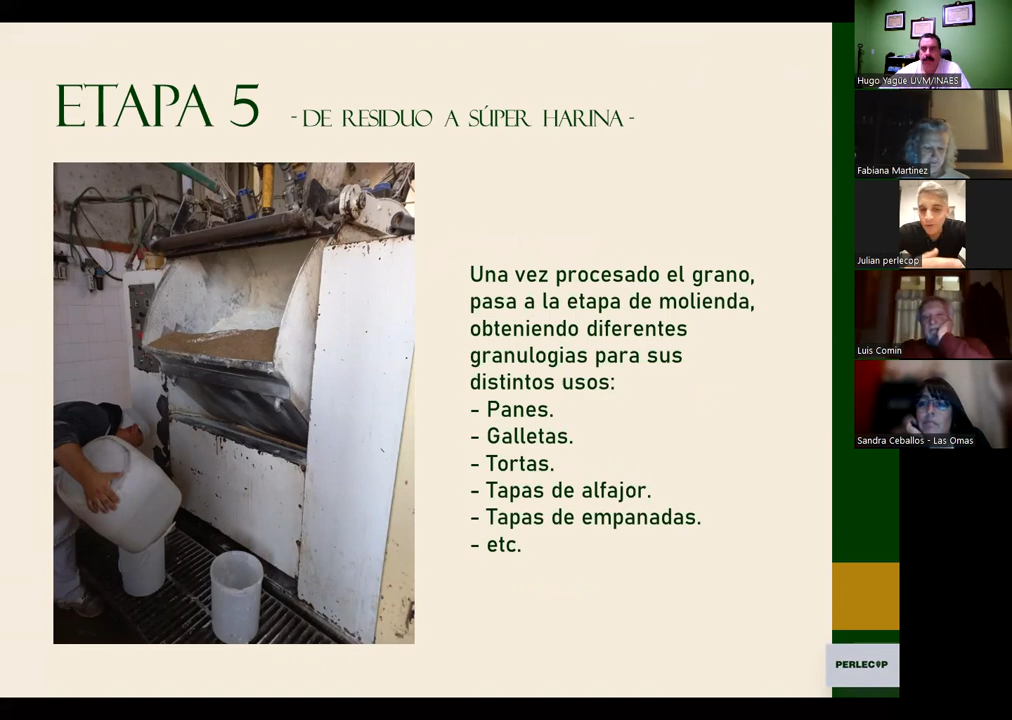 ETAPA 5 - DE RESIDUO A SÚPER HARINA -
Una vez procesado el grano,
pasa a la etapa de molienda,
obteniendo diferentes
granulogias para sus
distintos usos:
- Panes.
- Galletas.
- Tortas.
- Tapas de alfajor.
- Tapas de empanadas.
- etc.
PERLECOP
Hugo Yagüe UVM/INAES
Fabiana Martinez
Julian perlecop
Luis Comin
Sandra Ceballos - Las Omas